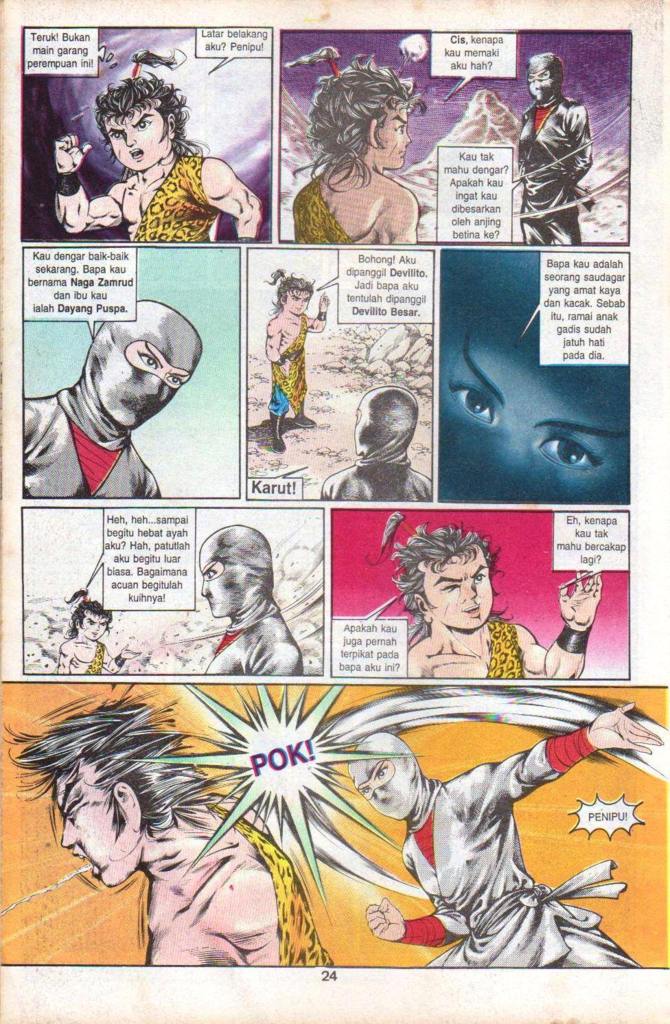 Teruk! Bukan
main garang
perempuan ini!
Latar belakang
aku? Penipu!
Cis, kenapa
kau memaki
aku hah?
Kau tak
mahu dengar?
Apakah kau
ingat kau
dibesarkan
oleh anjing
betina ke?
Kau dengar baik-baik
sekarang. Bapa kau
bernama Naga Zamrud
dan ibu kau
ialah Dayang Puspa.
Bohong! Aku
dipanggil Devilito.
Jadi bapa aku
tentulah dipanggil
Devilito Besar.
Karut!
Bapa kau adalah
seorang saudagar
yang amat kaya
dan kacak. Sebab
itu, ramai anak
gadis sudah
jatuh hati
pada dia.
Heh, heh...sampai
begitu hebat ayah
aku? Hah, patutlah
aku begitu luar
biasa. Bagaimana
acuan begitulah
kuihnya!
Apakah kau
juga pernah
terpikat pada
bapa aku ini?
Eh, kenapa
kau tak
mahu bercakap
lagi?
POK!
PENIPU!
24